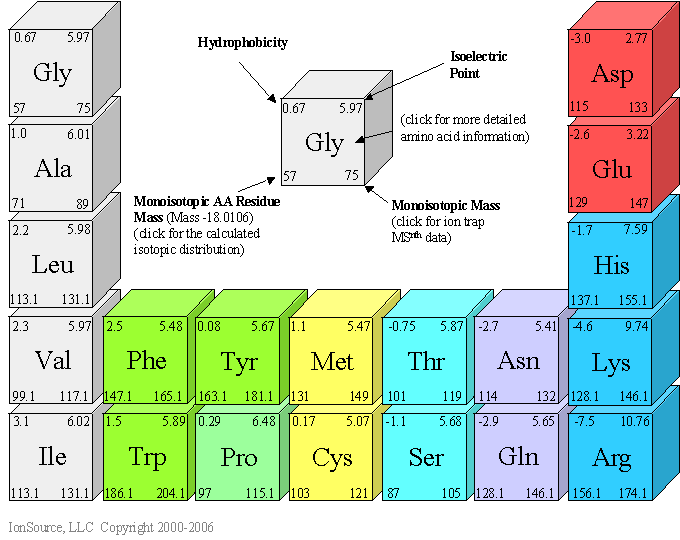 0.67 5.97
Gly
57 75
Hydrophobicity
Isoelectric
Point
0.67 5.97
Gly
57 75
(click for more detailed
amino acid information)
Monoisotopic AA Residue
Mass (Mass -18.0106)
(click for the calculated
isotopic distribution)
Monoisotopic Mass
(click for ion trap
MSⁿᵗʰ data)
-3.0 2.77
Asp
115 133
1.0 6.01
Ala
71 89
-2.6 3.22
Glu
129 147
2.2 5.98
Leu
113.1 131.1
-1.7 7.59
His
137.1 155.1
2.3 5.97
Val
99.1 117.1
2.5 5.48
Phe
147.1 165.1
0.08 5.67
Tyr
163.1 181.1
1.1 5.47
Met
131 149
-0.75 5.87
Thr
101 119
-2.7 5.41
Asn
114 132
-4.6 9.74
Lys
128.1 146.1
3.1 6.02
Ile
113.1 131.1
1.5 5.89
Trp
186.1 204.1
0.29 6.48
Pro
97 115.1
0.17 5.07
Cys
103 121
-1.1 5.68
Ser
87 105
-2.9 5.65
Gln
128.1 146.1
-7.5 10.76
Arg
156.1 174.1
IonSource, LLC Copyright 2000-2006